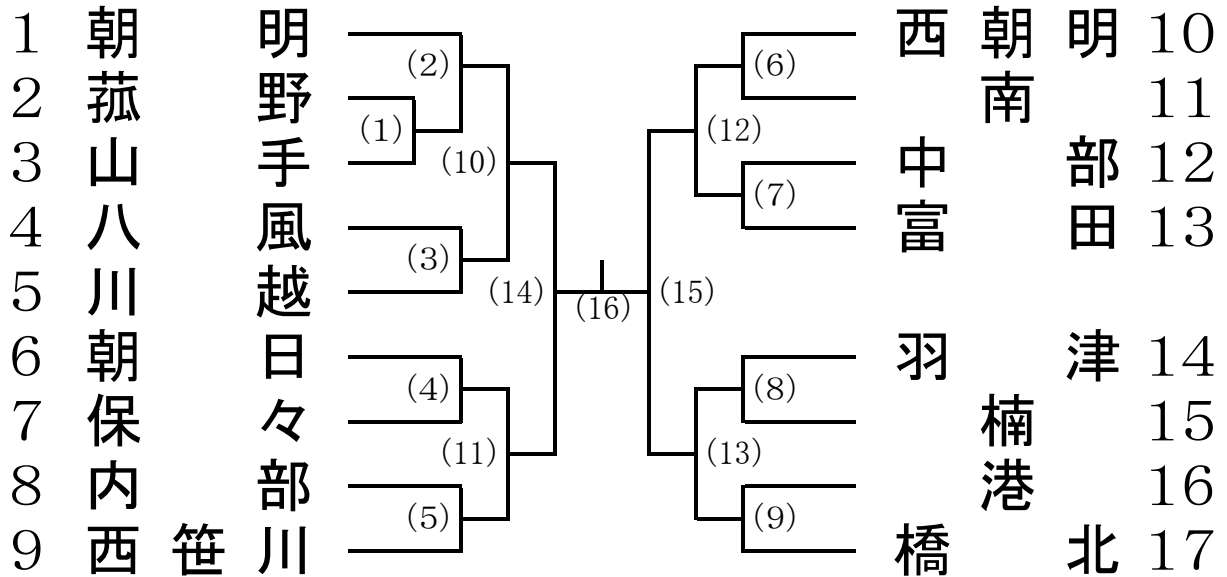 1 朝明 (2) (6) 西朝明 10
2 菰野 (1) (12) 南 11
3 山手 (10) (7) 中部 12
4 八風 (3) 富田 13
5 川越 (14) (16) (15)
6 朝日 (4) (8) 羽津 14
7 保々 (11) (13) 楠 15
8 内部 (5) (9) 港 16
9 西笹川 橋北 17